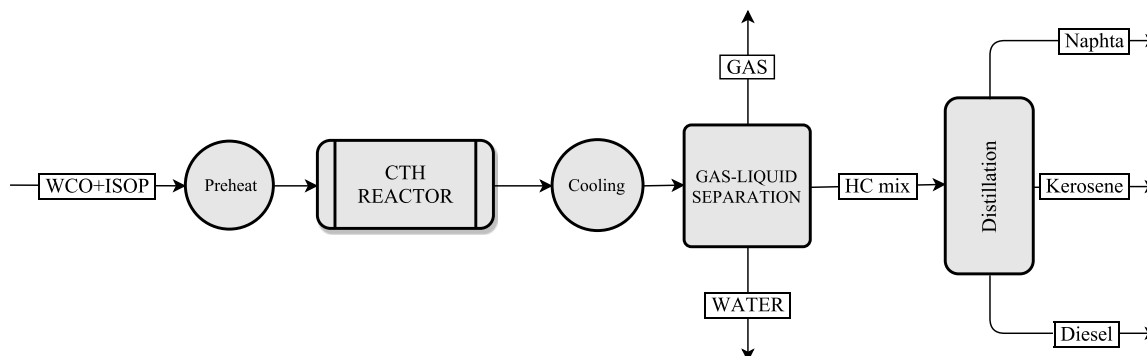 WCO+ISOP
Preheat
CTH
REACTOR
Cooling
GAS
GAS-LIQUID
SEPARATION
WATER
HC mix
Distillation
Naphta
Kerosene
Diesel